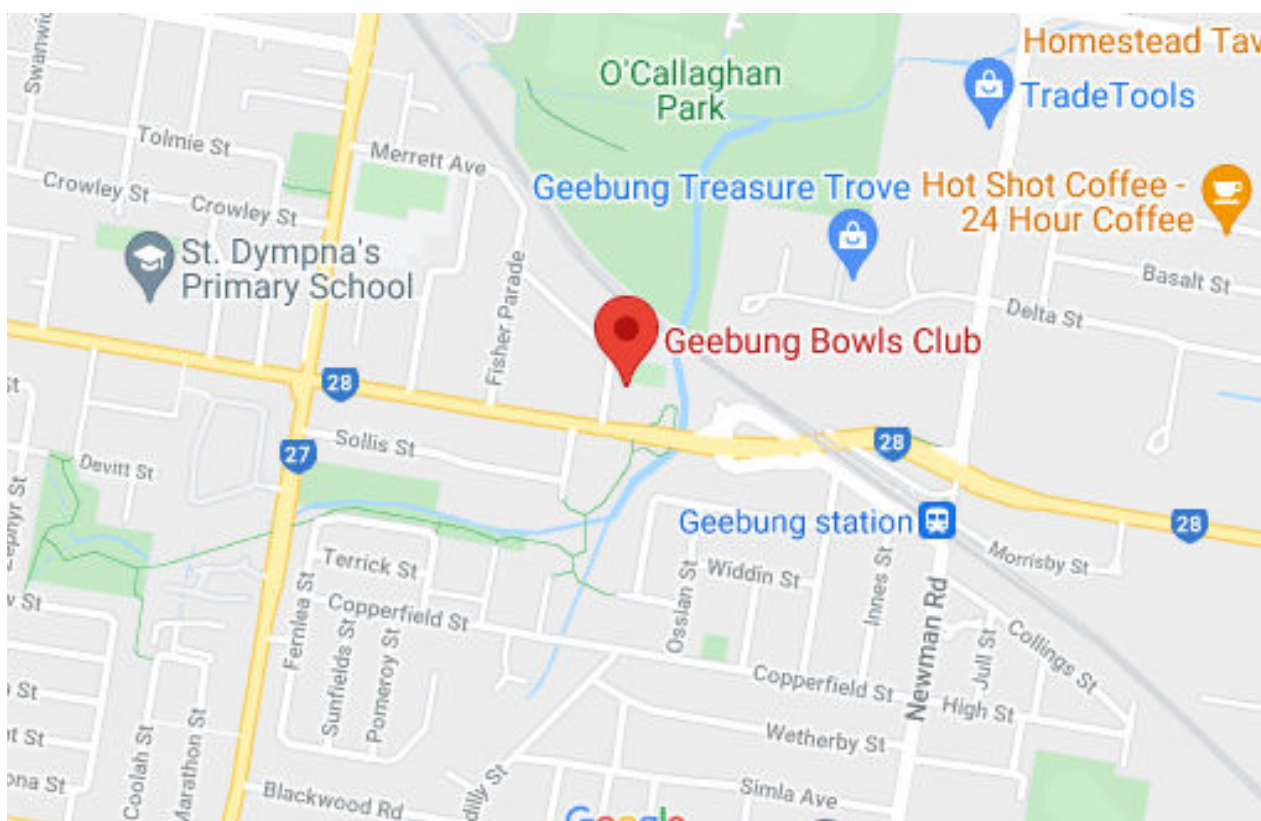 Swanwic
O'Callaghan
Park
Homestead Tav
TradeTools
Tolmie St
Merrett Ave
Crowley St
Crowley St
Geebung Treasure Trove
Hot Shot Coffee -
24 Hour Coffee
St. Dympna's
Primary School
Basalt St
Delta St
Fisher Parade
Geebung Bowls Club
28
28
27
Sollis St
Devitt St
28
Geebung station
Terrick St
Widdin St
Morrisby St
Innes St
Ossian St
Fernlea St
Copperfield St
Sunfields St
Pomeroy St
Newman Rd
Jull St
Collings St
Copperfield St
High St
Wetherby St
Coolah St
Marathon St
Blackwood Rd
dilly St
Simla Ave
Google